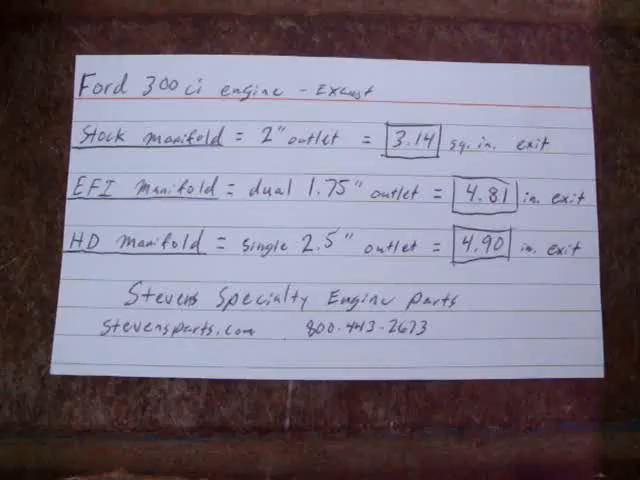 Ford 300 ci engine - Exaust
Stock manifold = 2" outlet = 3.14 sq. in. exit
EFI manifold = dual 1.75" outlet = 4.81 in. exit
HD manifold = single 2.5" outlet = 4.90 in. exit
Stevens Specialty Engine parts
stevensparts.com 800-443-2673